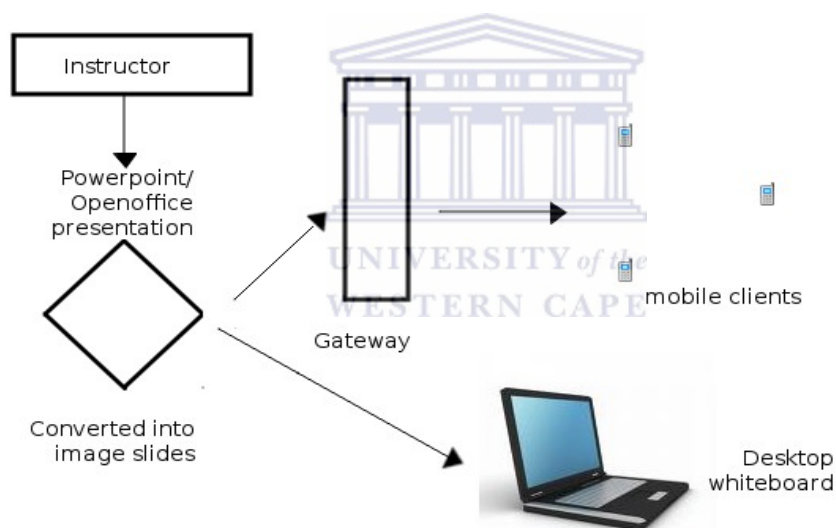 Instructor
Powerpoint/
Openoffice
presentation
UNIVERSITY of the
WESTERN CAPE
mobile clients
Gateway
Converted into
image slides
Desktop
whiteboard